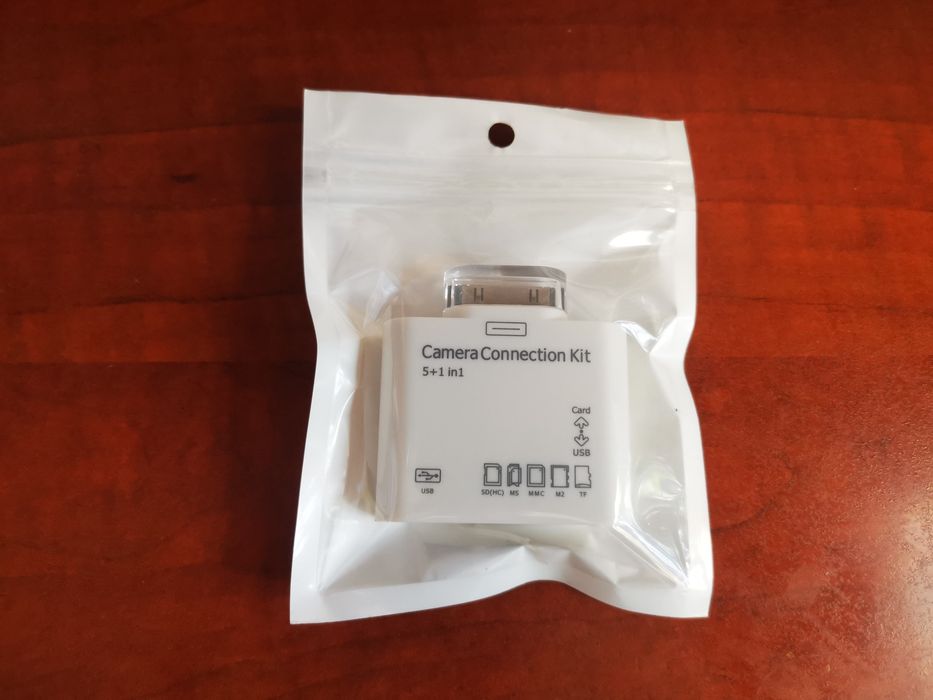 Camera Connection Kit
5+1 in1
Card
USB
USB SD(HC) MS MMC M2 TF